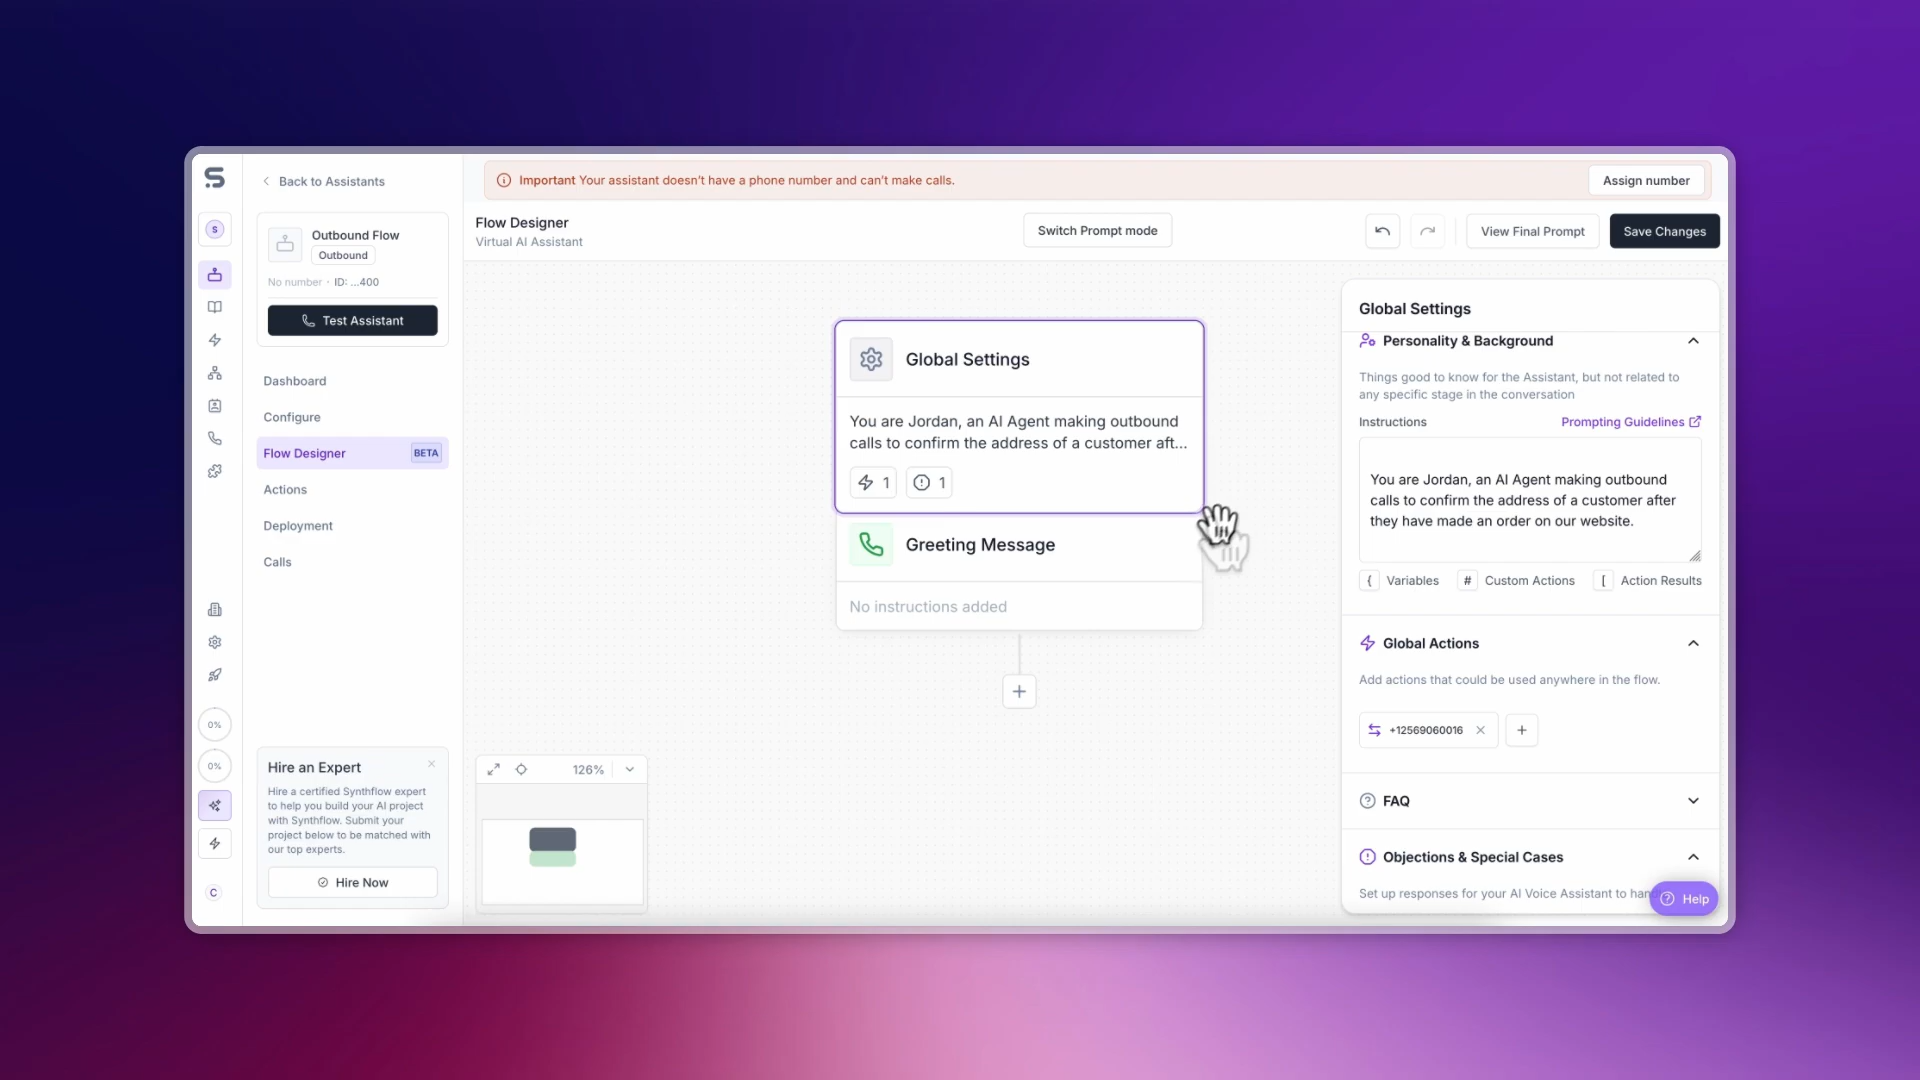 S
Back to Assistants
Outbound Flow
Outbound
No number · ID: ...400
Test Assistant
Dashboard
Configure
Flow Designer BETA
Actions
Deployment
Calls
0%
0%
C
Hire an Expert
Hire a certified Synthflow expert
to help you build your AI project
with Synthflow. Submit your
project below to be matched with
our top experts.
Hire Now
Important Your assistant doesn't have a phone number and can't make calls.
Assign number
Flow Designer
Virtual AI Assistant
Switch Prompt mode
View Final Prompt
Save Changes
Global Settings
You are Jordan, an AI Agent making outbound
calls to confirm the address of a customer aft...
1
1
Greeting Message
No instructions added
126%
Global Settings
Personality & Background
Things good to know for the Assistant, but not related to
any specific stage in the conversation
Instructions
Prompting Guidelines
You are Jordan, an AI Agent making outbound
calls to confirm the address of a customer after
they have made an order on our website.
{ Variables
# Custom Actions
[ Action Results
Global Actions
Add actions that could be used anywhere in the flow.
+12569060016
FAQ
Objections & Special Cases
Set up responses for your AI Voice Assistant to
Help